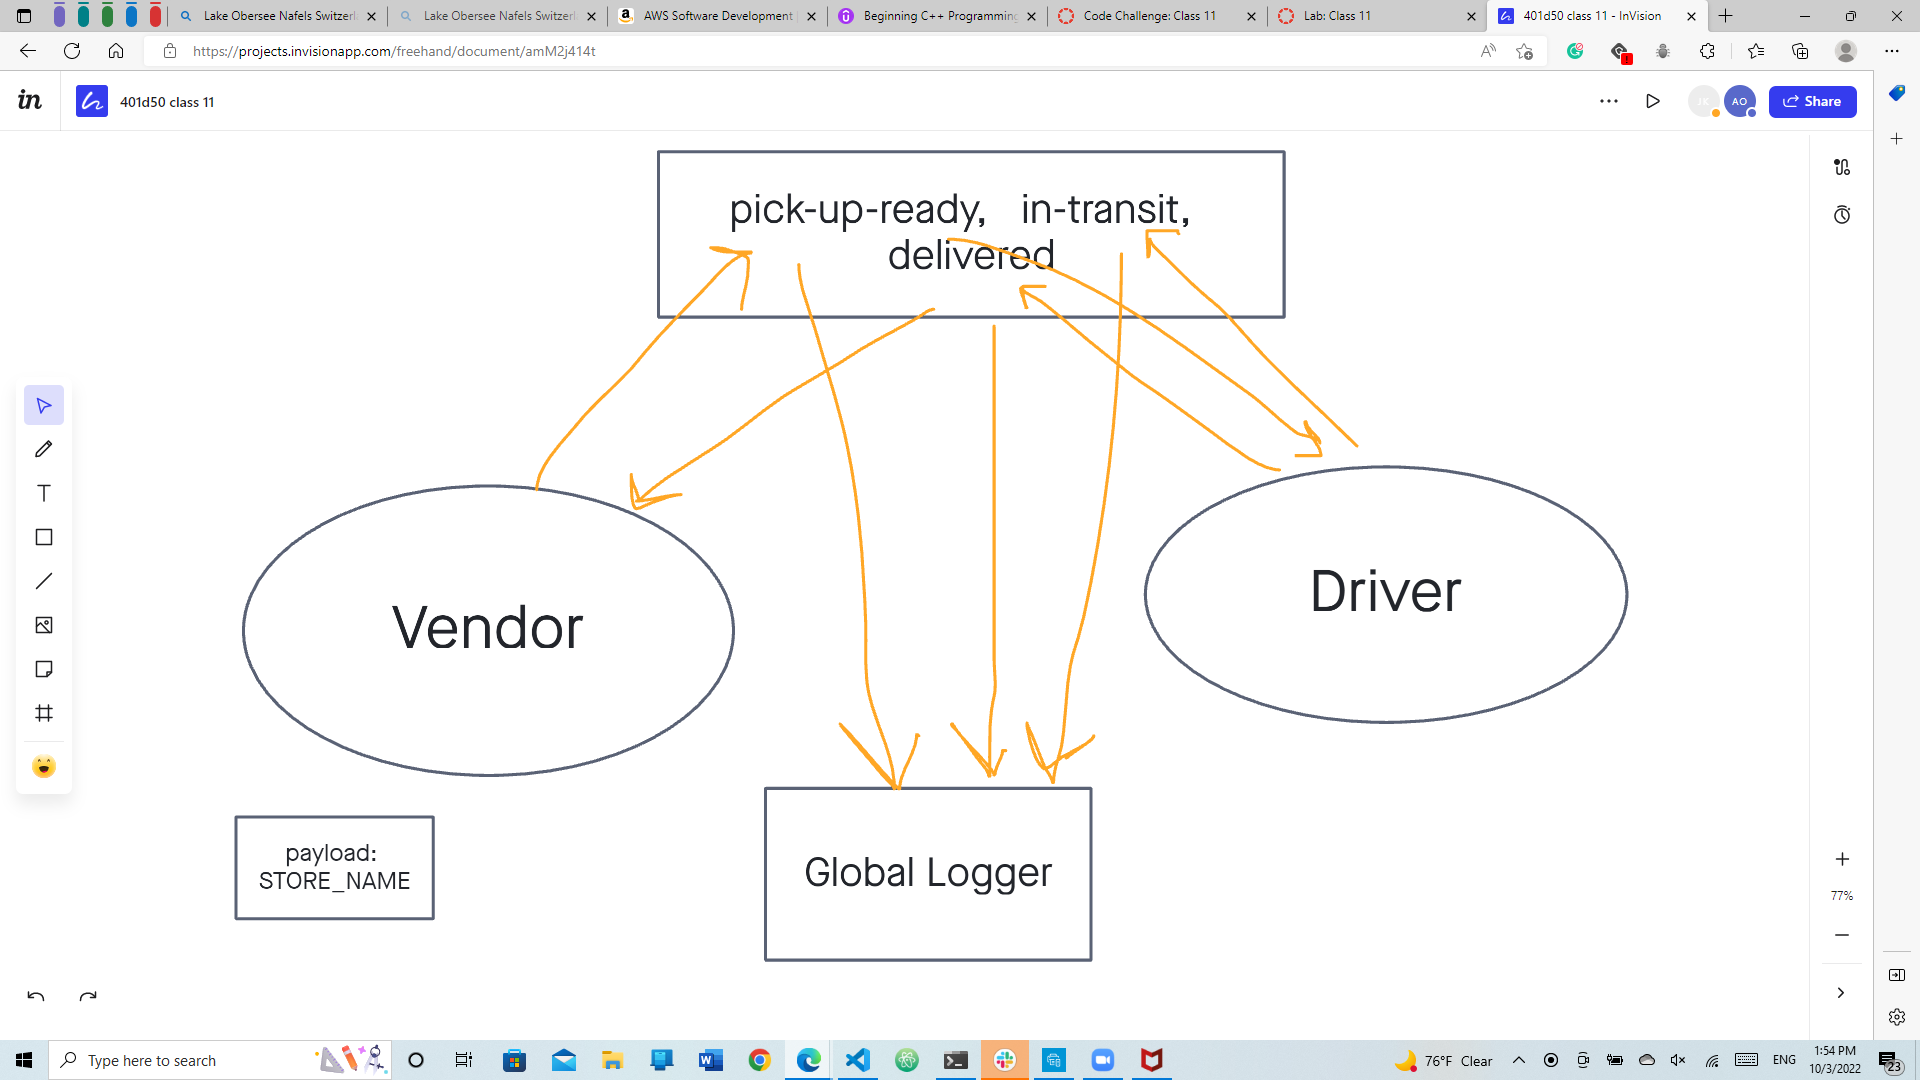 Lake Obersee Nafels Switzerl
Lake Obersee Nafels Switzerl
AWS Software Development
Beginning C++ Programming
Code Challenge: Class 11
Lab: Class 11
401d50 class 11 - InVision
https://projects.invisionapp.com/freehand/document/amM2j414t
in
401d50 class 11
JK
AO
Share
pick-up-ready, in-transit,
delivered
Vendor
Driver
payload:
STORE_NAME
Global Logger
77%
Type here to search
76°F Clear
ENG
1:54 PM
10/3/2022
23